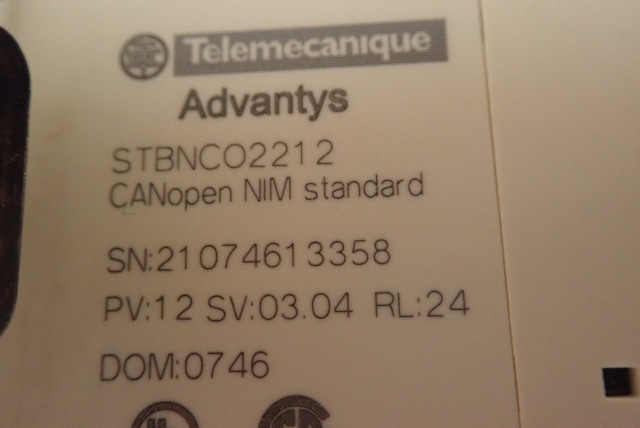 Telemecanique
Advantys
STBNCO2212
CANopen NIM standard
SN:21074613358
PV:12 SV:03.04 RL:24
DOM:0746